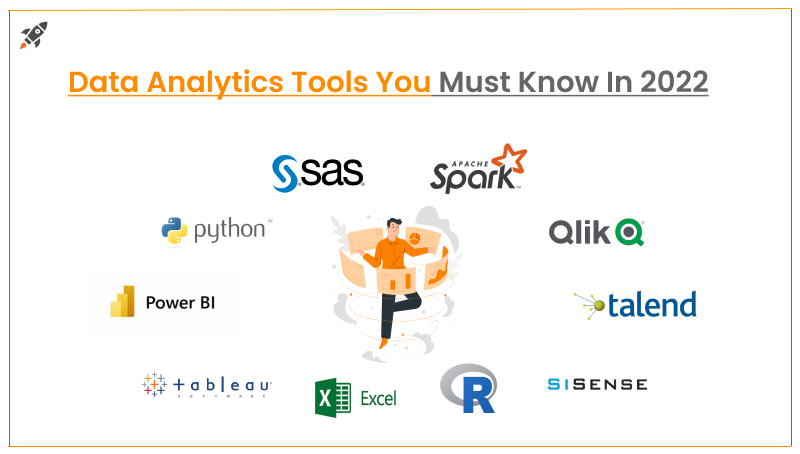 Data Analytics Tools You Must Know In 2022
sas
APACHE
Spark™
python™
Qlik
Power BI
talend
tableau
SOFTWARE
X Excel
R
SISENSE